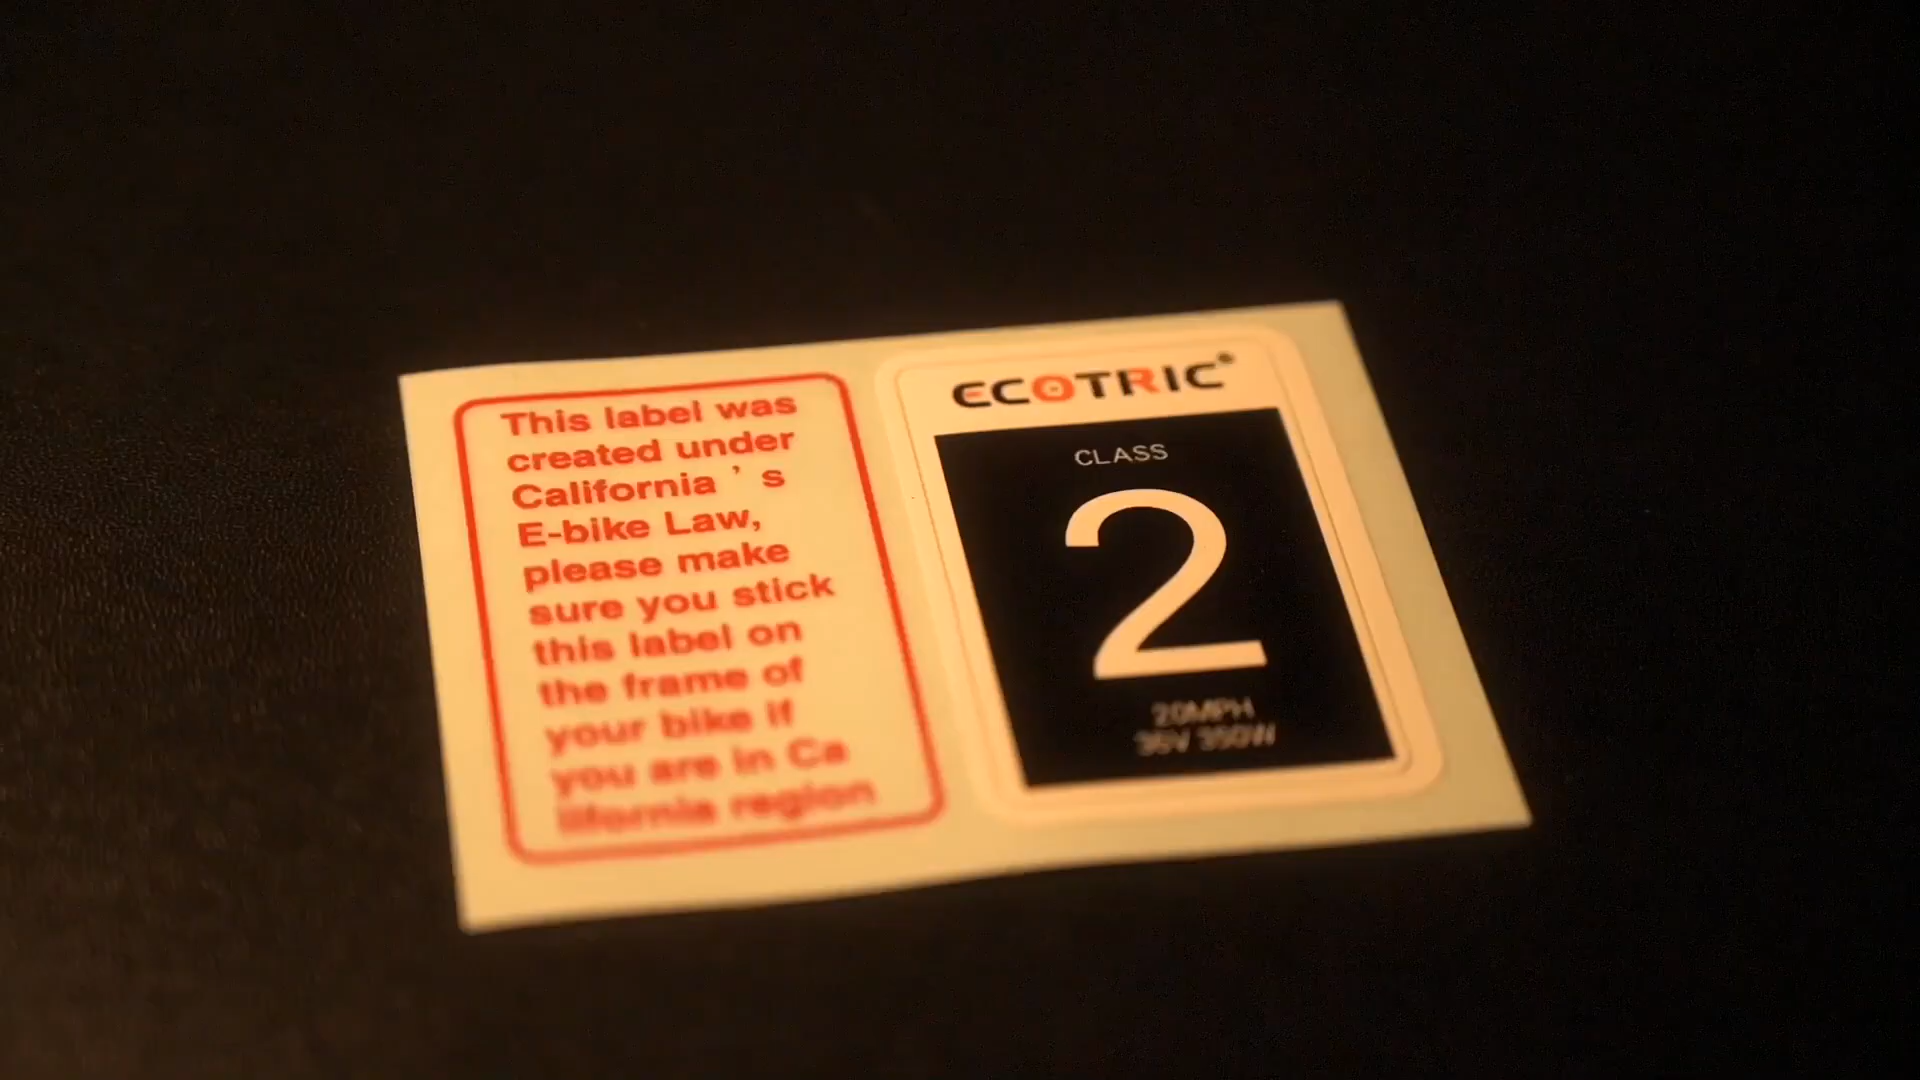 This label was
created under
California ’ s
E-bike Law,
please make
sure you stick
this label on
the frame of
your bike if
you are in Ca
lifornia region
ECOTRIC
CLASS
2
20MPH
36V 350W